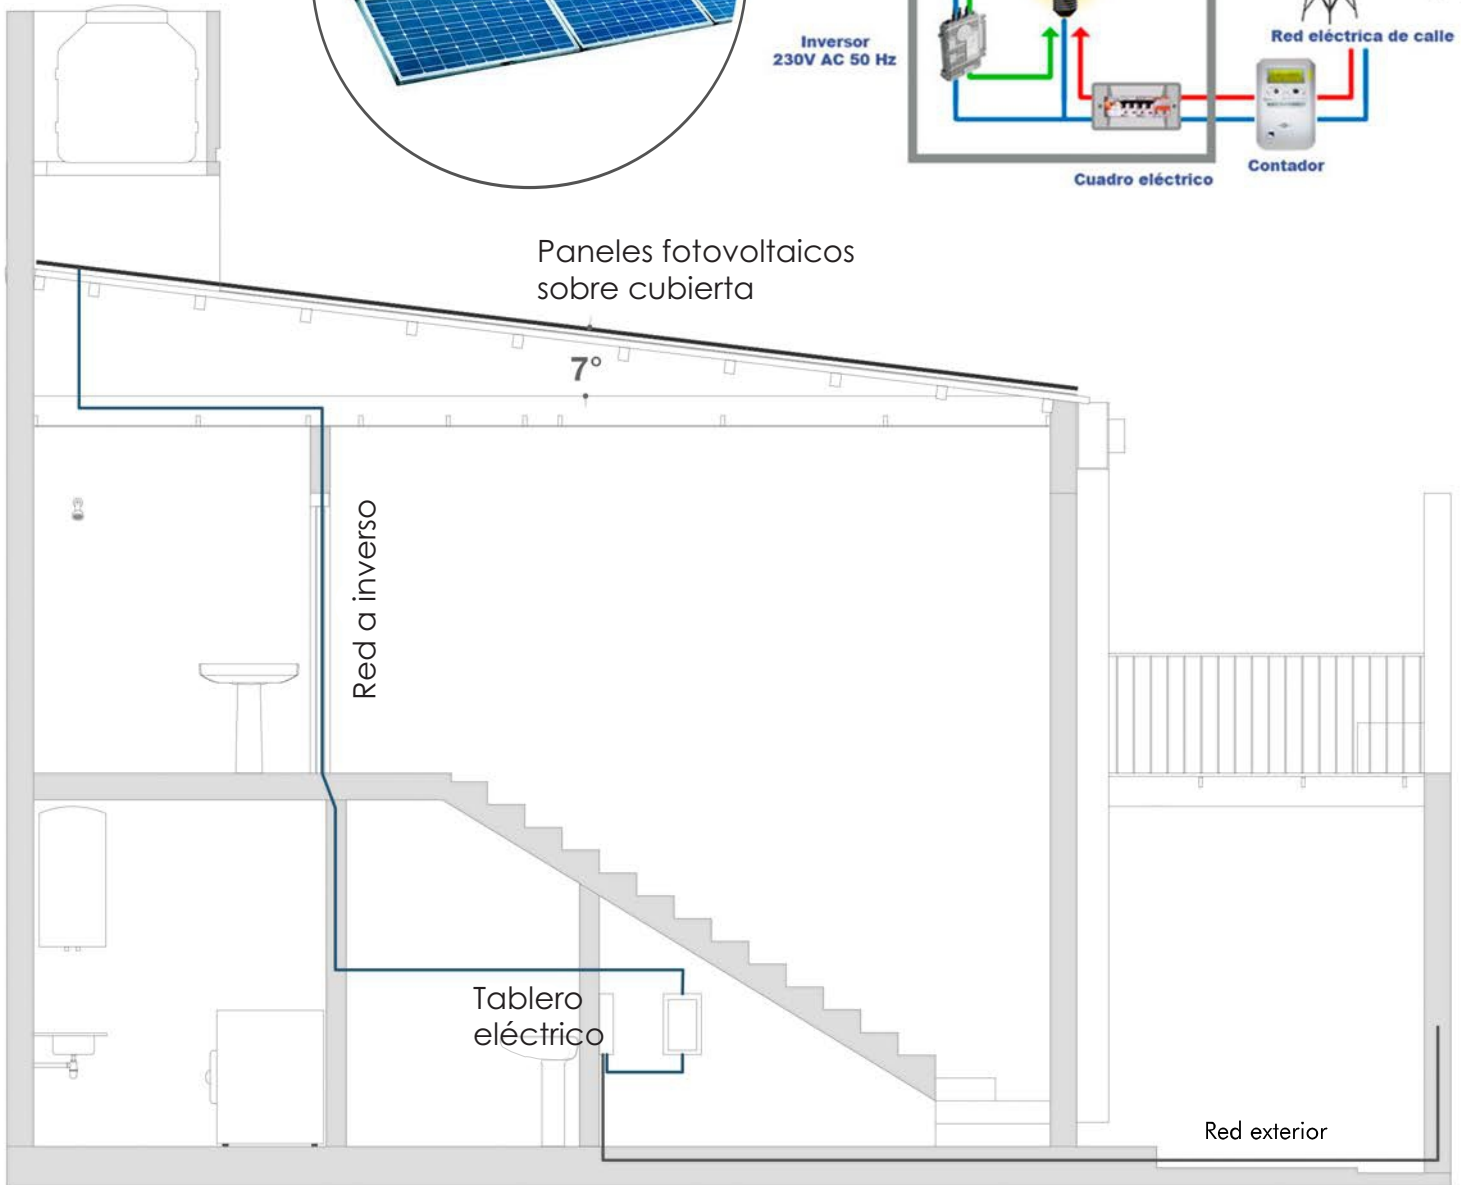 Inversor
230V AC 50 Hz
Red eléctrica de calle
Contador
Cuadro eléctrico
Paneles fotovoltaicos
sobre cubierta
7°
Red a inverso
Tablero
eléctrico
Red exterior